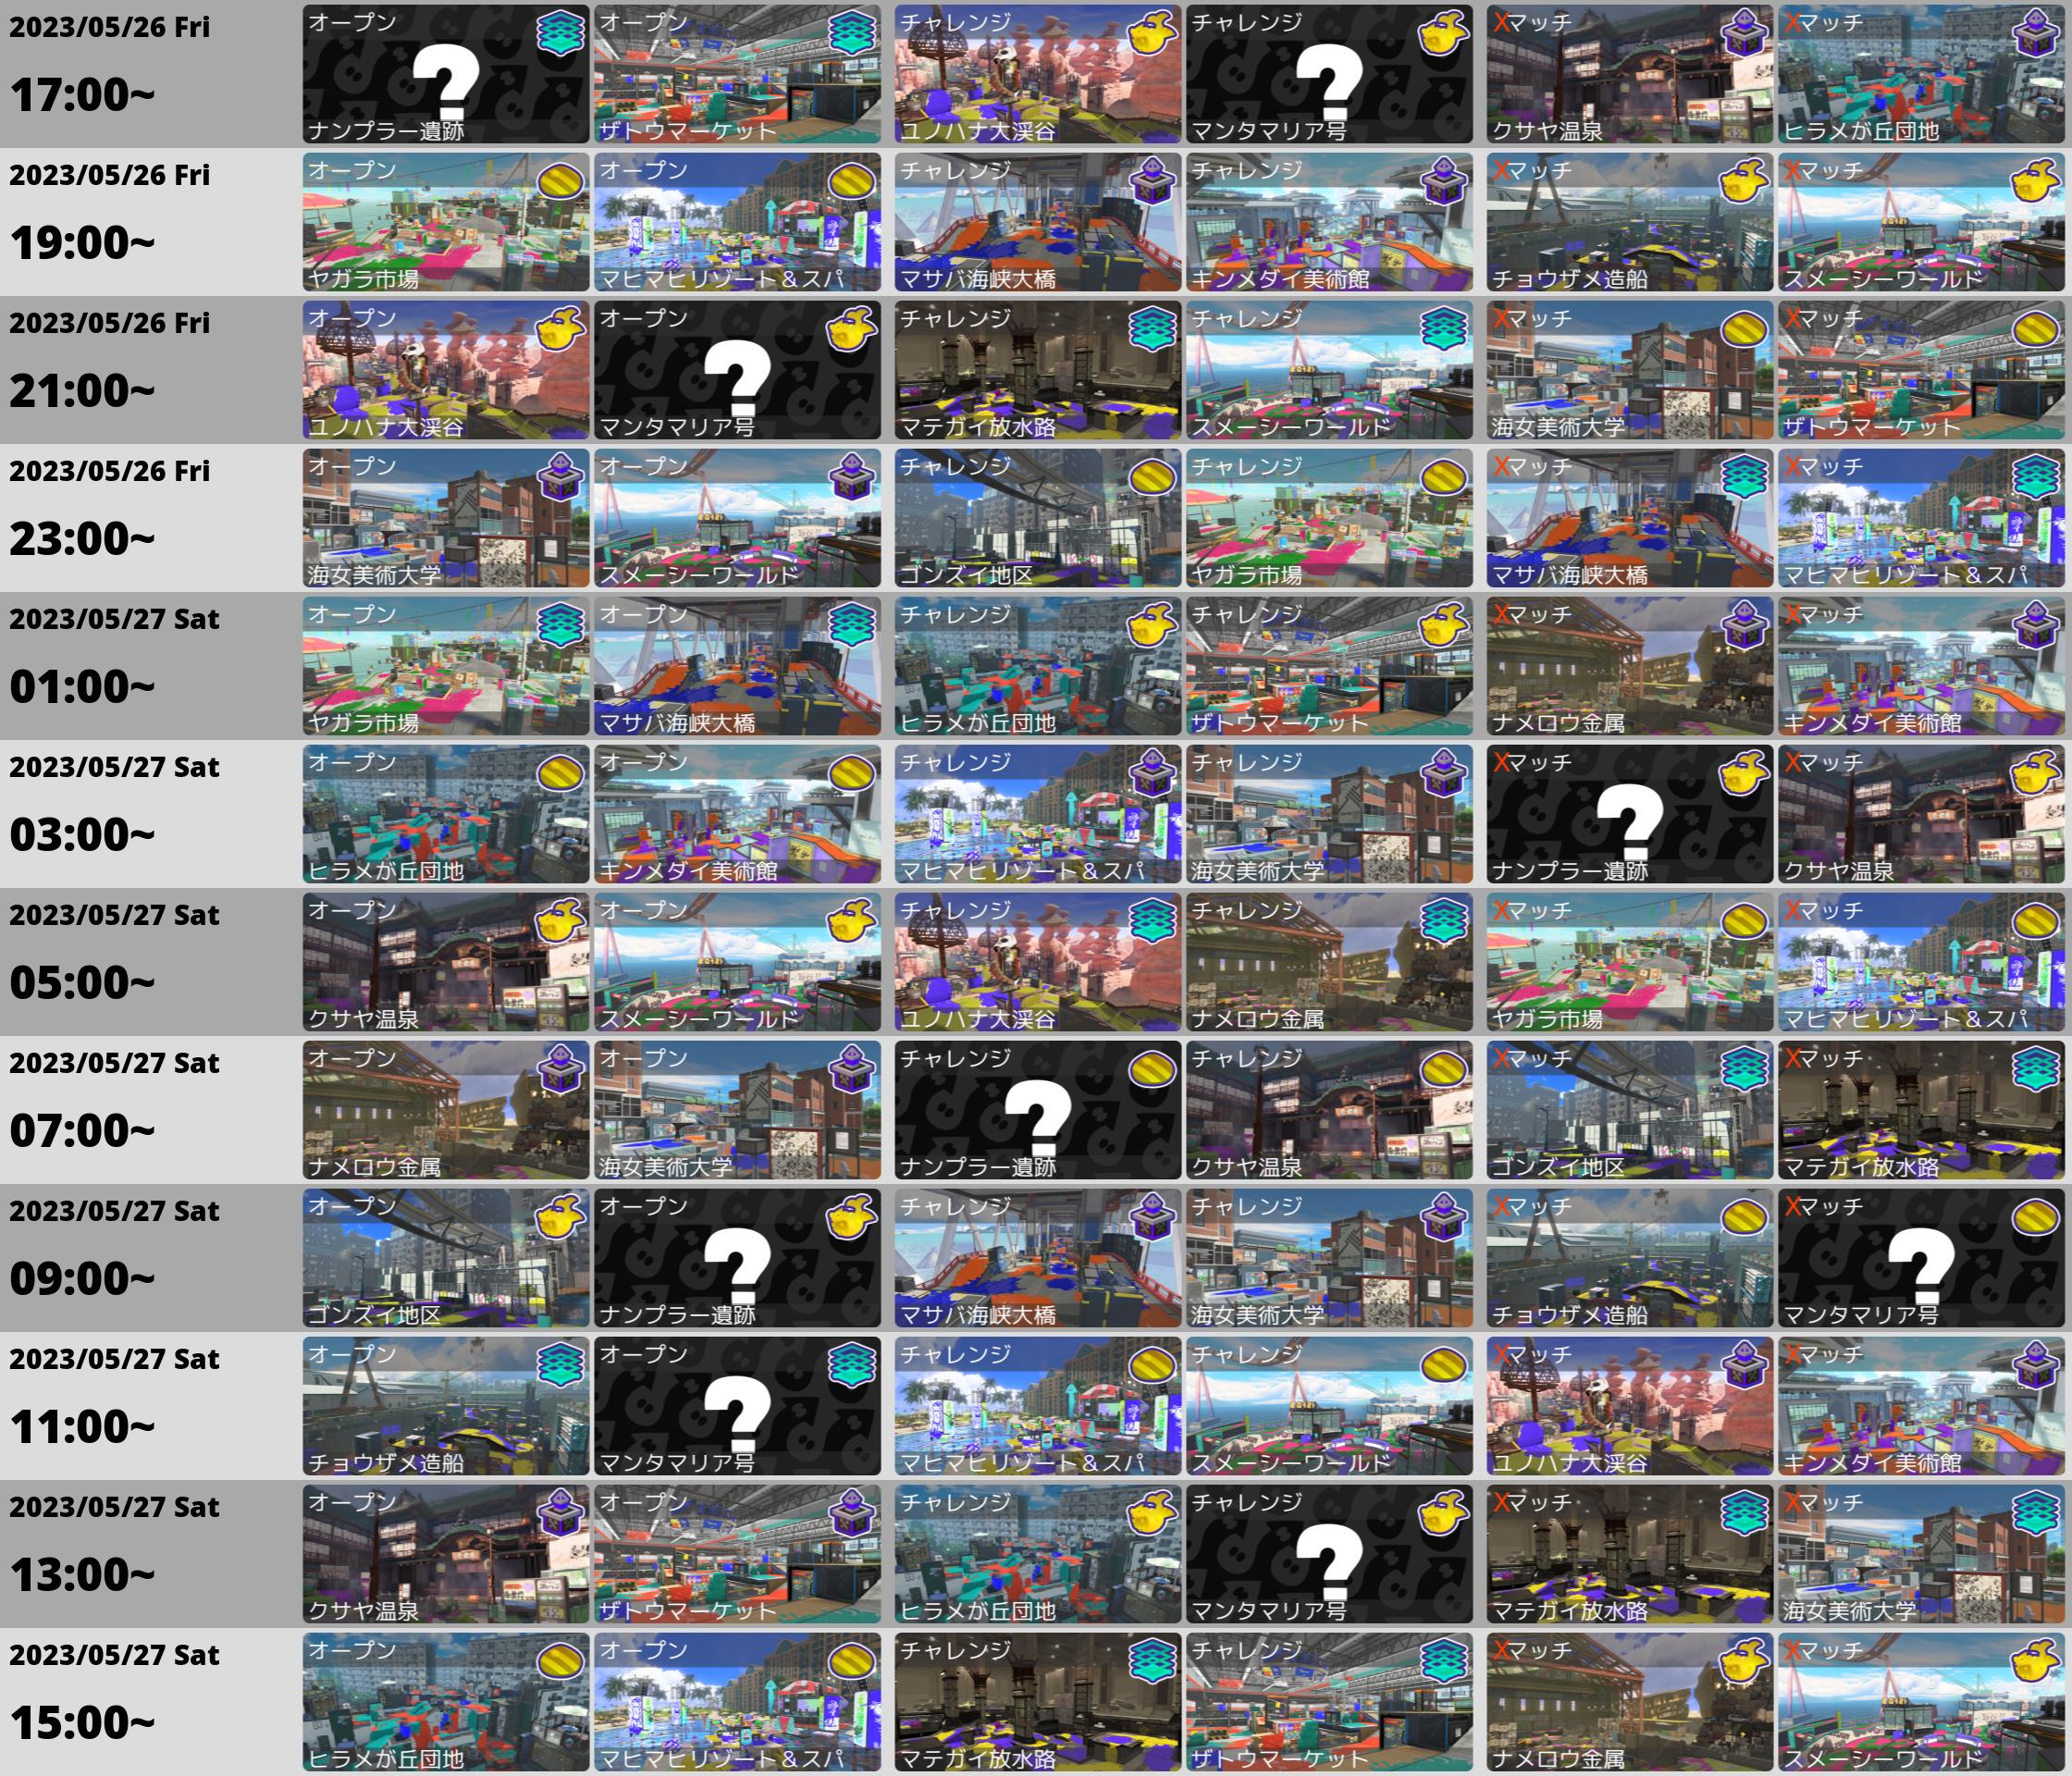 2023/05/26 Fri
17:00~
オープン オープン チャレンジ チャレンジ Xマッチ Xマッチ
ナンプラー遺跡 ザトウマーケット ユノハナ大渓谷 マンタマリア号 クサヤ温泉 ヒラメが丘団地
2023/05/26 Fri
19:00~
オープン オープン チャレンジ チャレンジ Xマッチ Xマッチ
ヤガラ市場 マヒマヒリゾート＆スパ マサバ海峡大橋 キンメダイ美術館 チョウザメ造船 スメーシーワールド
2023/05/26 Fri
21:00~
オープン オープン チャレンジ チャレンジ Xマッチ Xマッチ
ユノハナ大渓谷 マンタマリア号 マテガイ放水路 スメーシーワールド 海女美術大学 ザトウマーケット
2023/05/26 Fri
23:00~
オープン オープン チャレンジ チャレンジ Xマッチ Xマッチ
海女美術大学 スメーシーワールド ゴンズイ地区 ヤガラ市場 マサバ海峡大橋 マヒマヒリゾート＆スパ
2023/05/27 Sat
01:00~
オープン オープン チャレンジ チャレンジ Xマッチ Xマッチ
ヤガラ市場 マサバ海峡大橋 ヒラメが丘団地 ザトウマーケット ナメロウ金属 キンメダイ美術館
2023/05/27 Sat
03:00~
オープン オープン チャレンジ チャレンジ Xマッチ Xマッチ
ヒラメが丘団地 キンメダイ美術館 マヒマヒリゾート＆スパ 海女美術大学 ナンプラー遺跡 クサヤ温泉
2023/05/27 Sat
05:00~
オープン オープン チャレンジ チャレンジ Xマッチ Xマッチ
クサヤ温泉 スメーシーワールド ユノハナ大渓谷 ナメロウ金属 ヤガラ市場 マヒマヒリゾート＆スパ
2023/05/27 Sat
07:00~
オープン オープン チャレンジ チャレンジ Xマッチ Xマッチ
ナメロウ金属 海女美術大学 ナンプラー遺跡 クサヤ温泉 ゴンズイ地区 マテガイ放水路
2023/05/27 Sat
09:00~
オープン オープン チャレンジ チャレンジ Xマッチ Xマッチ
ゴンズイ地区 ナンプラー遺跡 マサバ海峡大橋 海女美術大学 チョウザメ造船 マンタマリア号
2023/05/27 Sat
11:00~
オープン オープン チャレンジ チャレンジ Xマッチ Xマッチ
チョウザメ造船 マンタマリア号 マヒマヒリゾート＆スパ スメーシーワールド ユノハナ大渓谷 キンメダイ美術館
2023/05/27 Sat
13:00~
オープン オープン チャレンジ チャレンジ Xマッチ Xマッチ
クサヤ温泉 ザトウマーケット ヒラメが丘団地 マンタマリア号 マテガイ放水路 海女美術大学
2023/05/27 Sat
15:00~
オープン オープン チャレンジ チャレンジ Xマッチ Xマッチ
ヒラメが丘団地 マヒマヒリゾート＆スパ マテガイ放水路 ザトウマーケット ナメロウ金属 スメーシーワールド